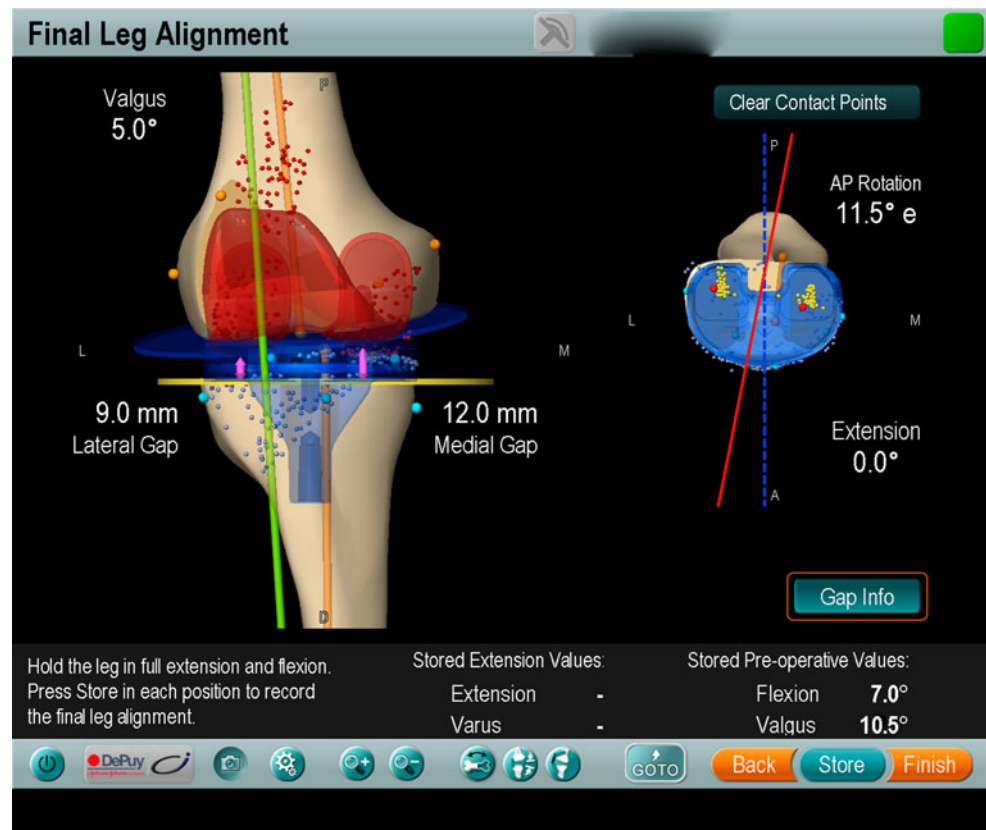 Final Leg Alignment
Valgus
5.0°
P
Clear Contact Points
P
AP Rotation
11.5° e
L
M
L
M
9.0 mm
Lateral Gap
12.0 mm
Medial Gap
Extension
0.0°
A
D
Gap Info
Hold the leg in full extension and flexion.
Press Store in each position to record
the final leg alignment.
Stored Extension Values:
Extension -
Varus -
Stored Pre-operative Values:
Flexion 7.0°
Valgus 10.5°
DePuy
GOTO
Back
Store
Finish